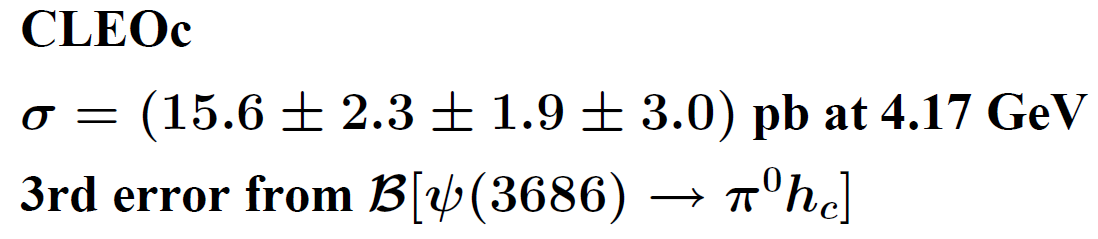 CLEOc
σ = (15.6 ± 2.3 ± 1.9 ± 3.0) pb at 4.17 GeV
3rd error from ℬ[ψ(3686) → π⁰h_c]